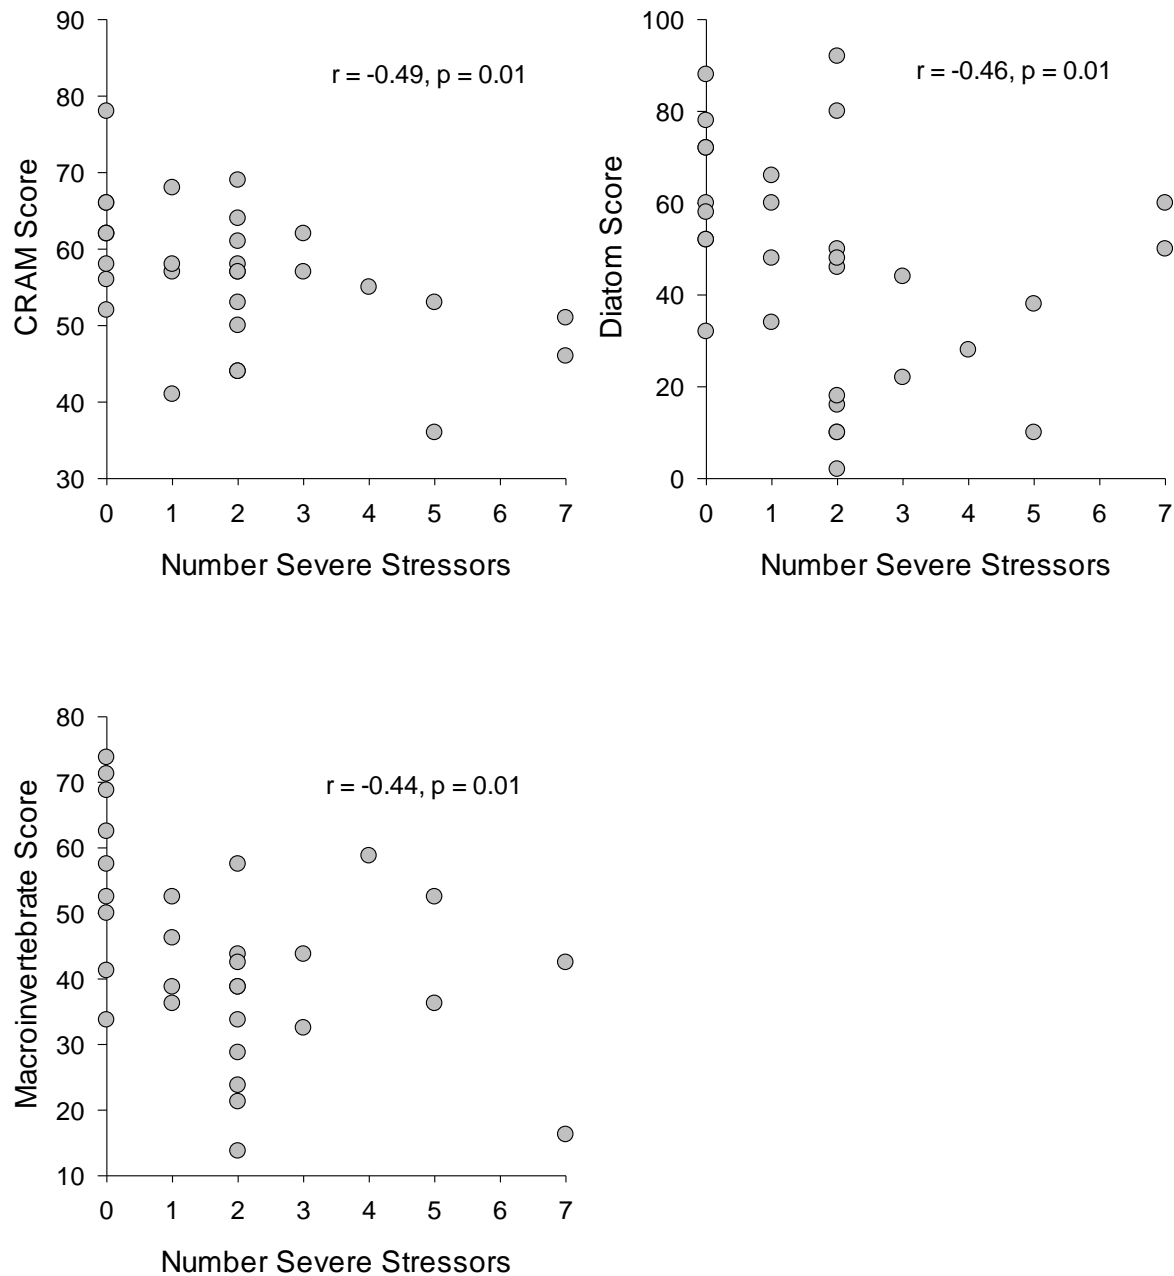 90
80
70
60
50
40
30
CRAM Score
r = -0.49, p = 0.01
0 1 2 3 4 5 6 7
Number Severe Stressors
100
80
60
40
20
0
Diatom Score
r = -0.46, p = 0.01
0 1 2 3 4 5 6 7
Number Severe Stressors
80
70
60
50
40
30
20
10
Macroinvertebrate Score
r = -0.44, p = 0.01
0 1 2 3 4 5 6 7
Number Severe Stressors